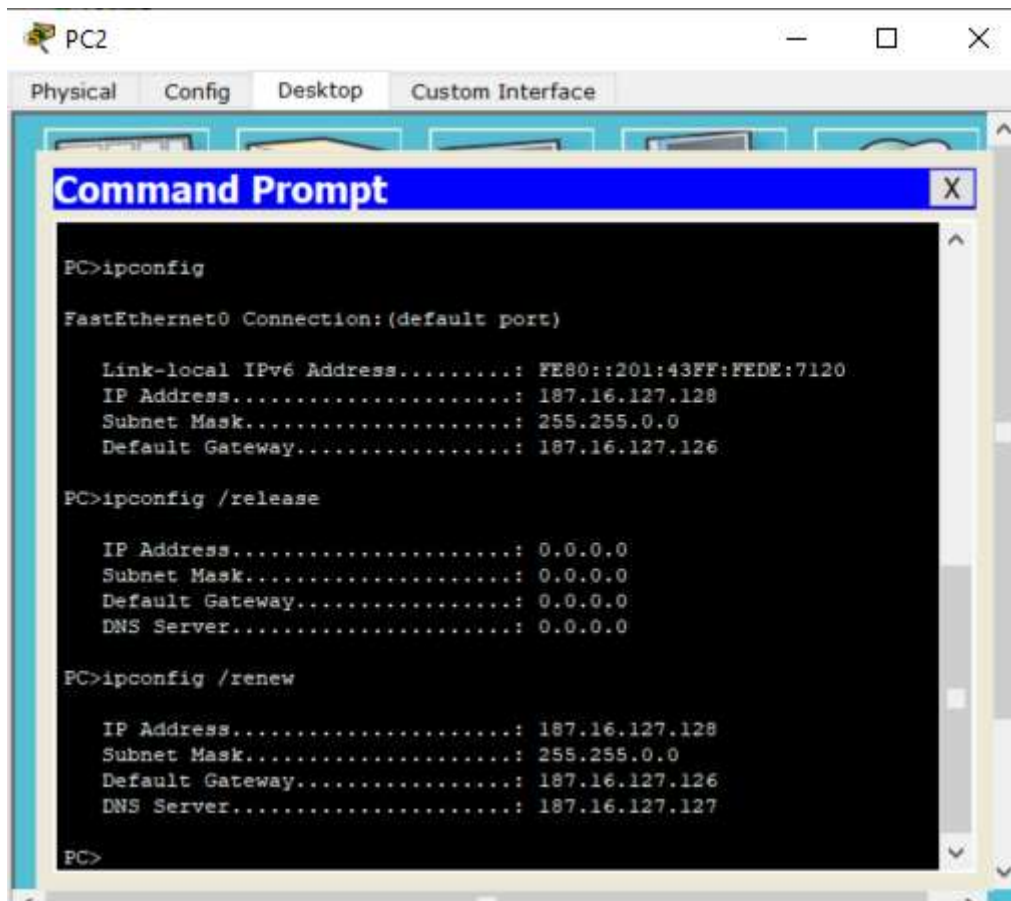 PC2
Physical Config Desktop Custom Interface
Command Prompt
X
PC>ipconfig
FastEthernet0 Connection:(default port)
Link-local IPv6 Address.........: FE80::201:43FF:FEDE:7120
IP Address......................: 187.16.127.128
Subnet Mask.....................: 255.255.0.0
Default Gateway.................: 187.16.127.126
PC>ipconfig /release
IP Address......................: 0.0.0.0
Subnet Mask.....................: 0.0.0.0
Default Gateway.................: 0.0.0.0
DNS Server......................: 0.0.0.0
PC>ipconfig /renew
IP Address......................: 187.16.127.128
Subnet Mask.....................: 255.255.0.0
Default Gateway.................: 187.16.127.126
DNS Server......................: 187.16.127.127
PC>